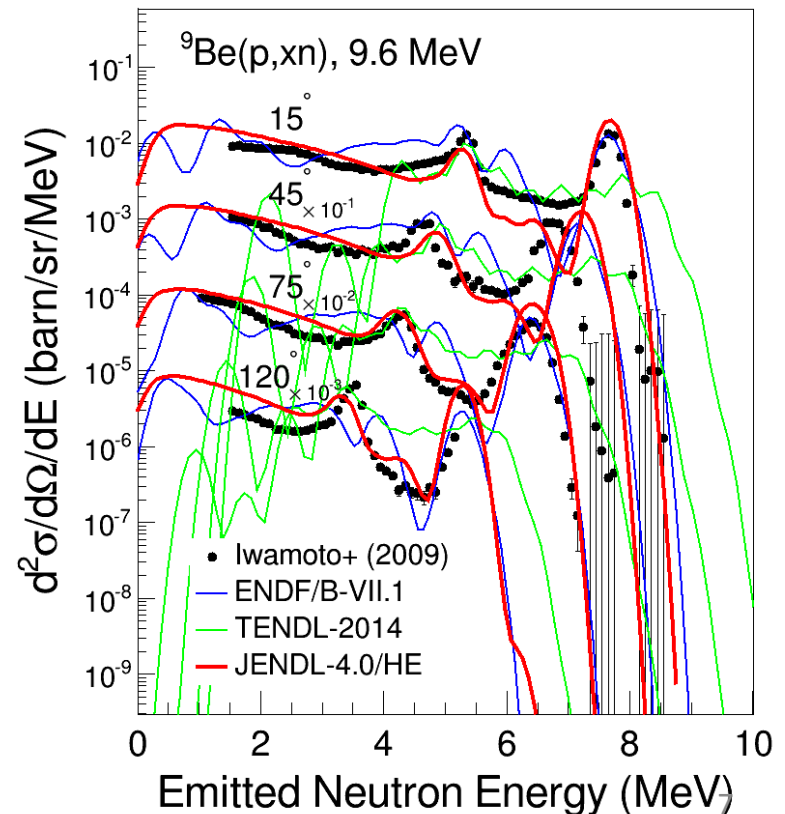 ⁹Be(p,xn), 9.6 MeV
d²σ/dΩ/dE (barn/sr/MeV)
10⁻¹
10⁻²
10⁻³
10⁻⁴
10⁻⁵
10⁻⁶
10⁻⁷
10⁻⁸
10⁻⁹
15°
45° ×10⁻¹
75° ×10⁻²
120° ×10⁻³
Iwamoto+ (2009)
ENDF/B-VII.1
TENDL-2014
JENDL-4.0/HE
0 2 4 6 8 10
Emitted Neutron Energy (MeV)
7